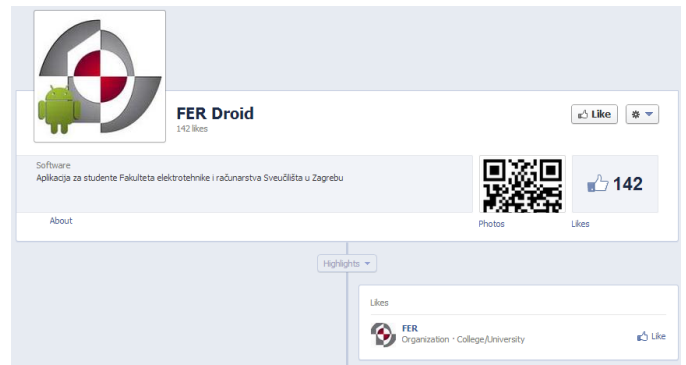 FER Droid
142 likes
Like
Software
Aplikacija za studente Fakulteta elektrotehnike i računarstva Sveučilišta u Zagrebu
142
About
Photos
Likes
Highlights
Likes
FER
Organization · College/University
Like